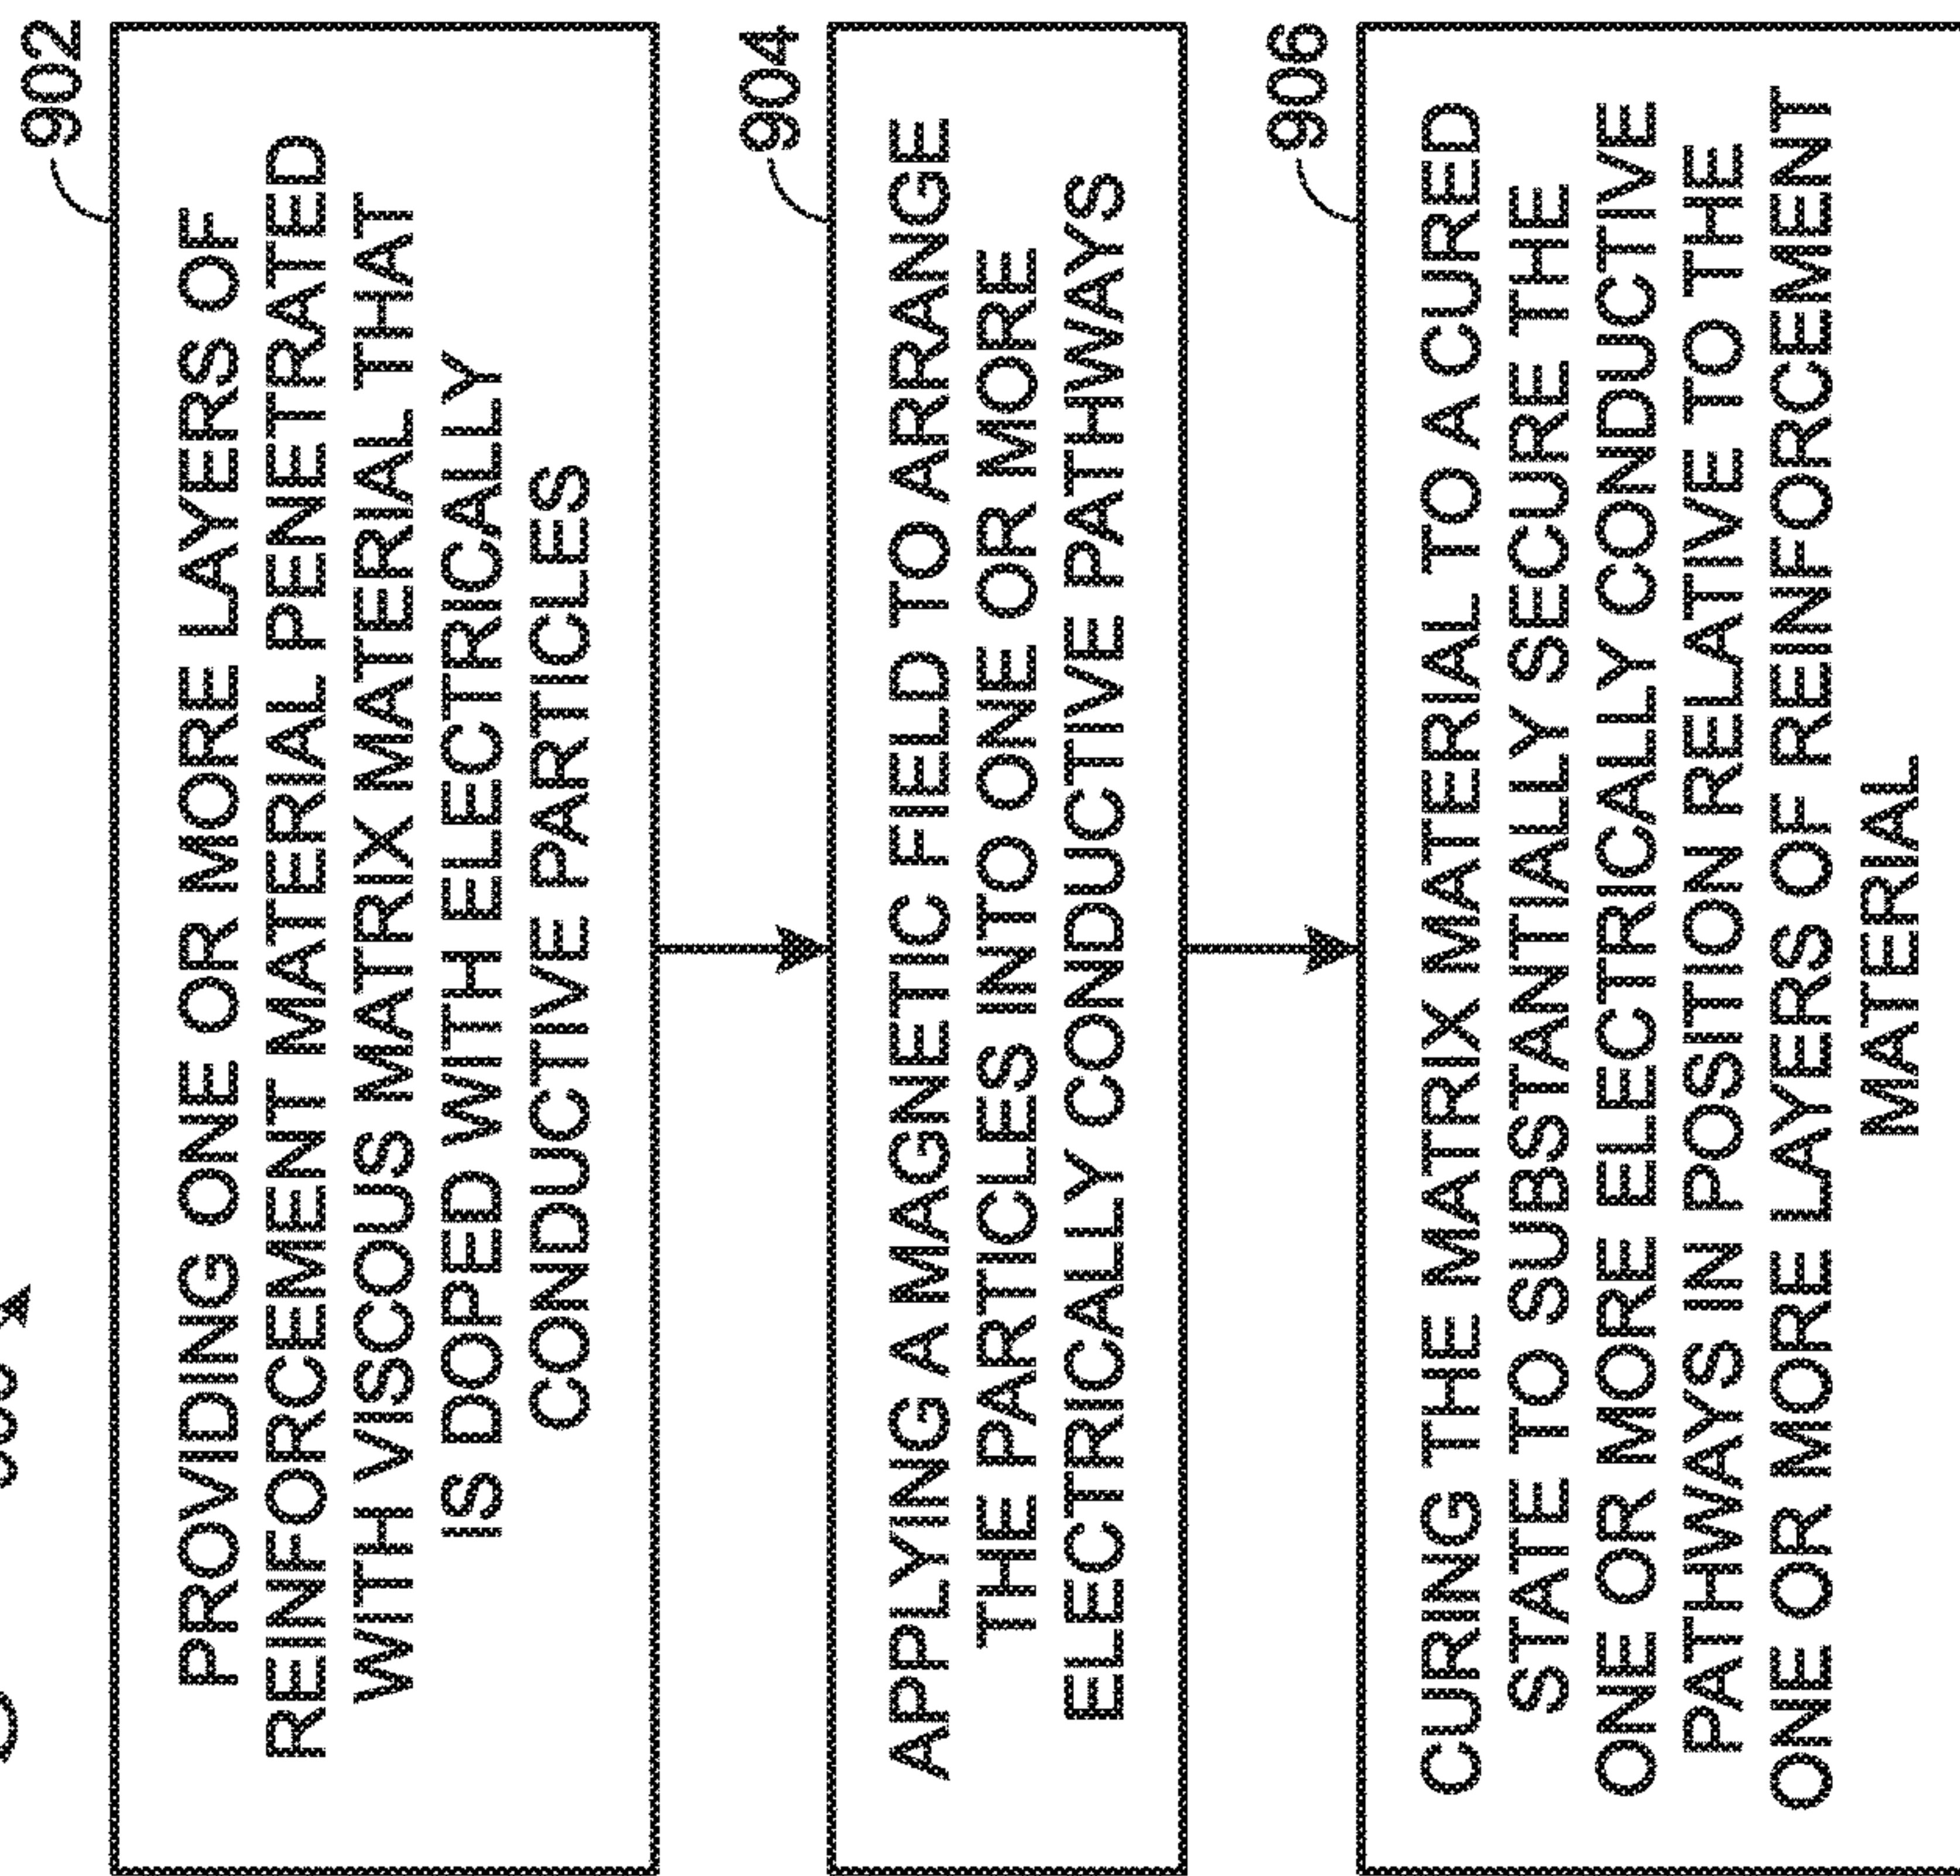 902
PROVIDING ONE OR MORE LAYERS OF
REINFORCEMENT MATERIAL PENETRATED
WITH VISCOUS MATRIX MATERIAL THAT
IS DOPED WITH ELECTRICALLY
CONDUCTIVE PARTICLES
904
APPLYING A MAGNETIC FIELD TO ARRANGE
THE PARTICLES INTO ONE OR MORE
ELECTRICALLY CONDUCTIVE PATHWAYS
906
CURING THE MATRIX MATERIAL TO A CURED
STATE TO SUBSTANTIALLY SECURE THE
ONE OR MORE ELECTRICALLY CONDUCTIVE
PATHWAYS IN POSITION RELATIVE TO THE
ONE OR MORE LAYERS OF REINFORCEMENT
MATERIAL